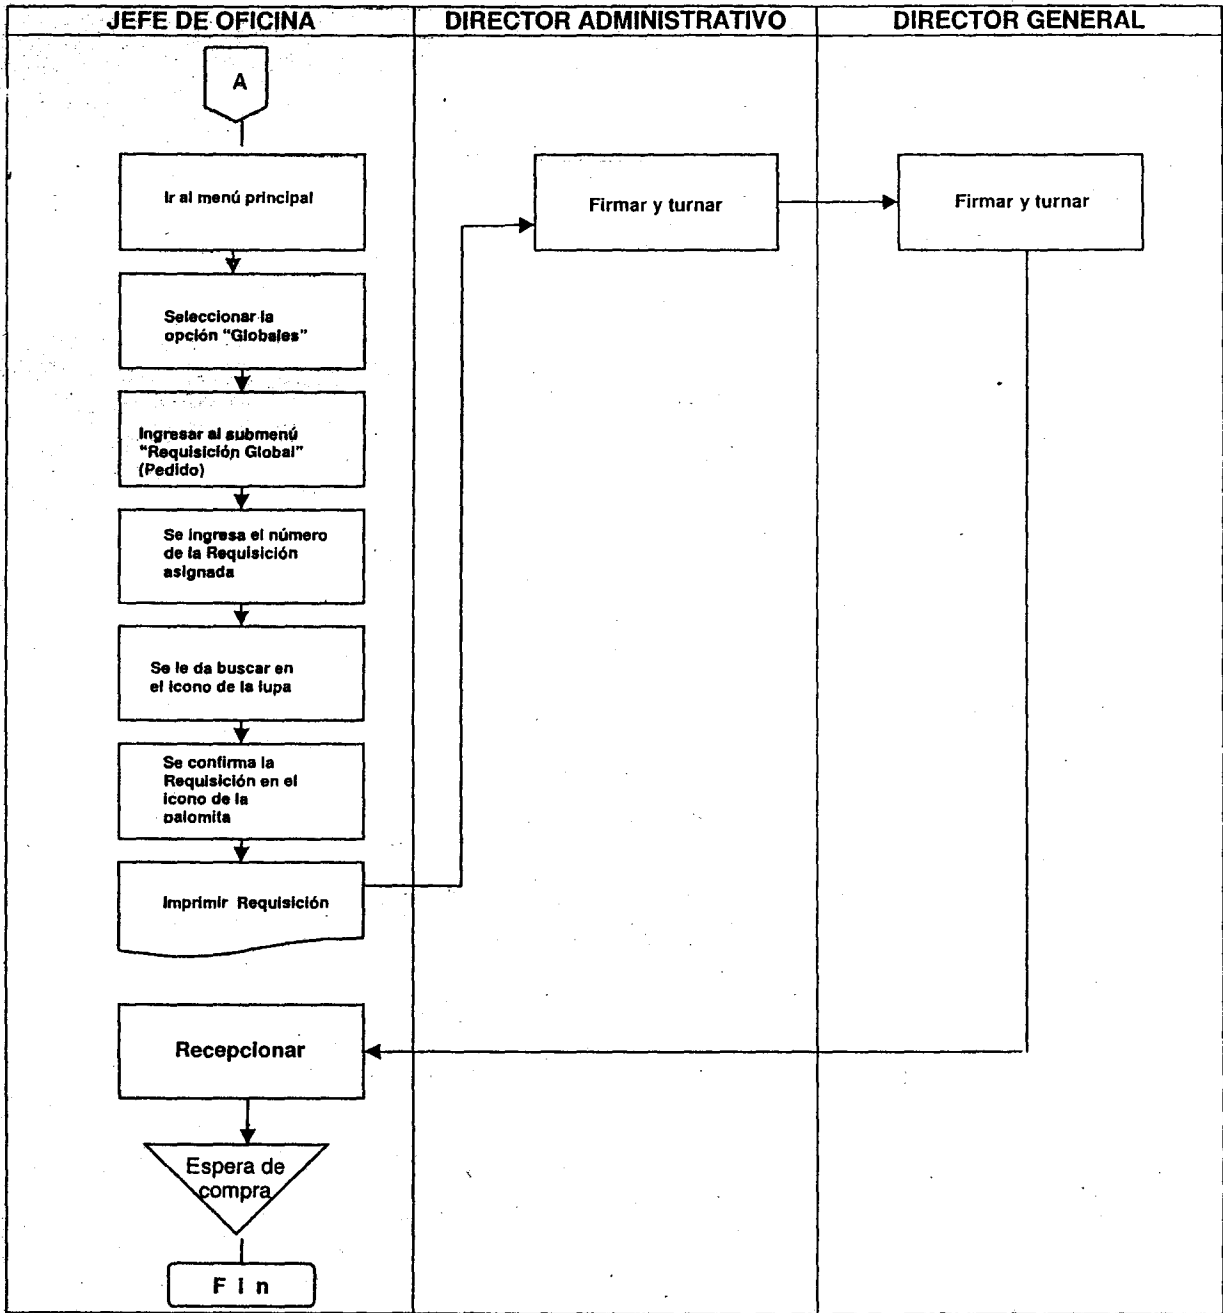 JEFE DE OFICINA
DIRECTOR ADMINISTRATIVO
DIRECTOR GENERAL
A
Ir al menú principal
Seleccionar la
opción "Globales"
Ingresar al submenú
"Requisición Global"
(Pedido)
Se ingresa el número
de la Requisición
asignada
Se le da buscar en
el icono de la lupa
Se confirma la
Requisición en el
icono de la
palomita
Imprimir Requisición
Firmar y turnar
Firmar y turnar
Recepcionar
Espera de
compra
F i n